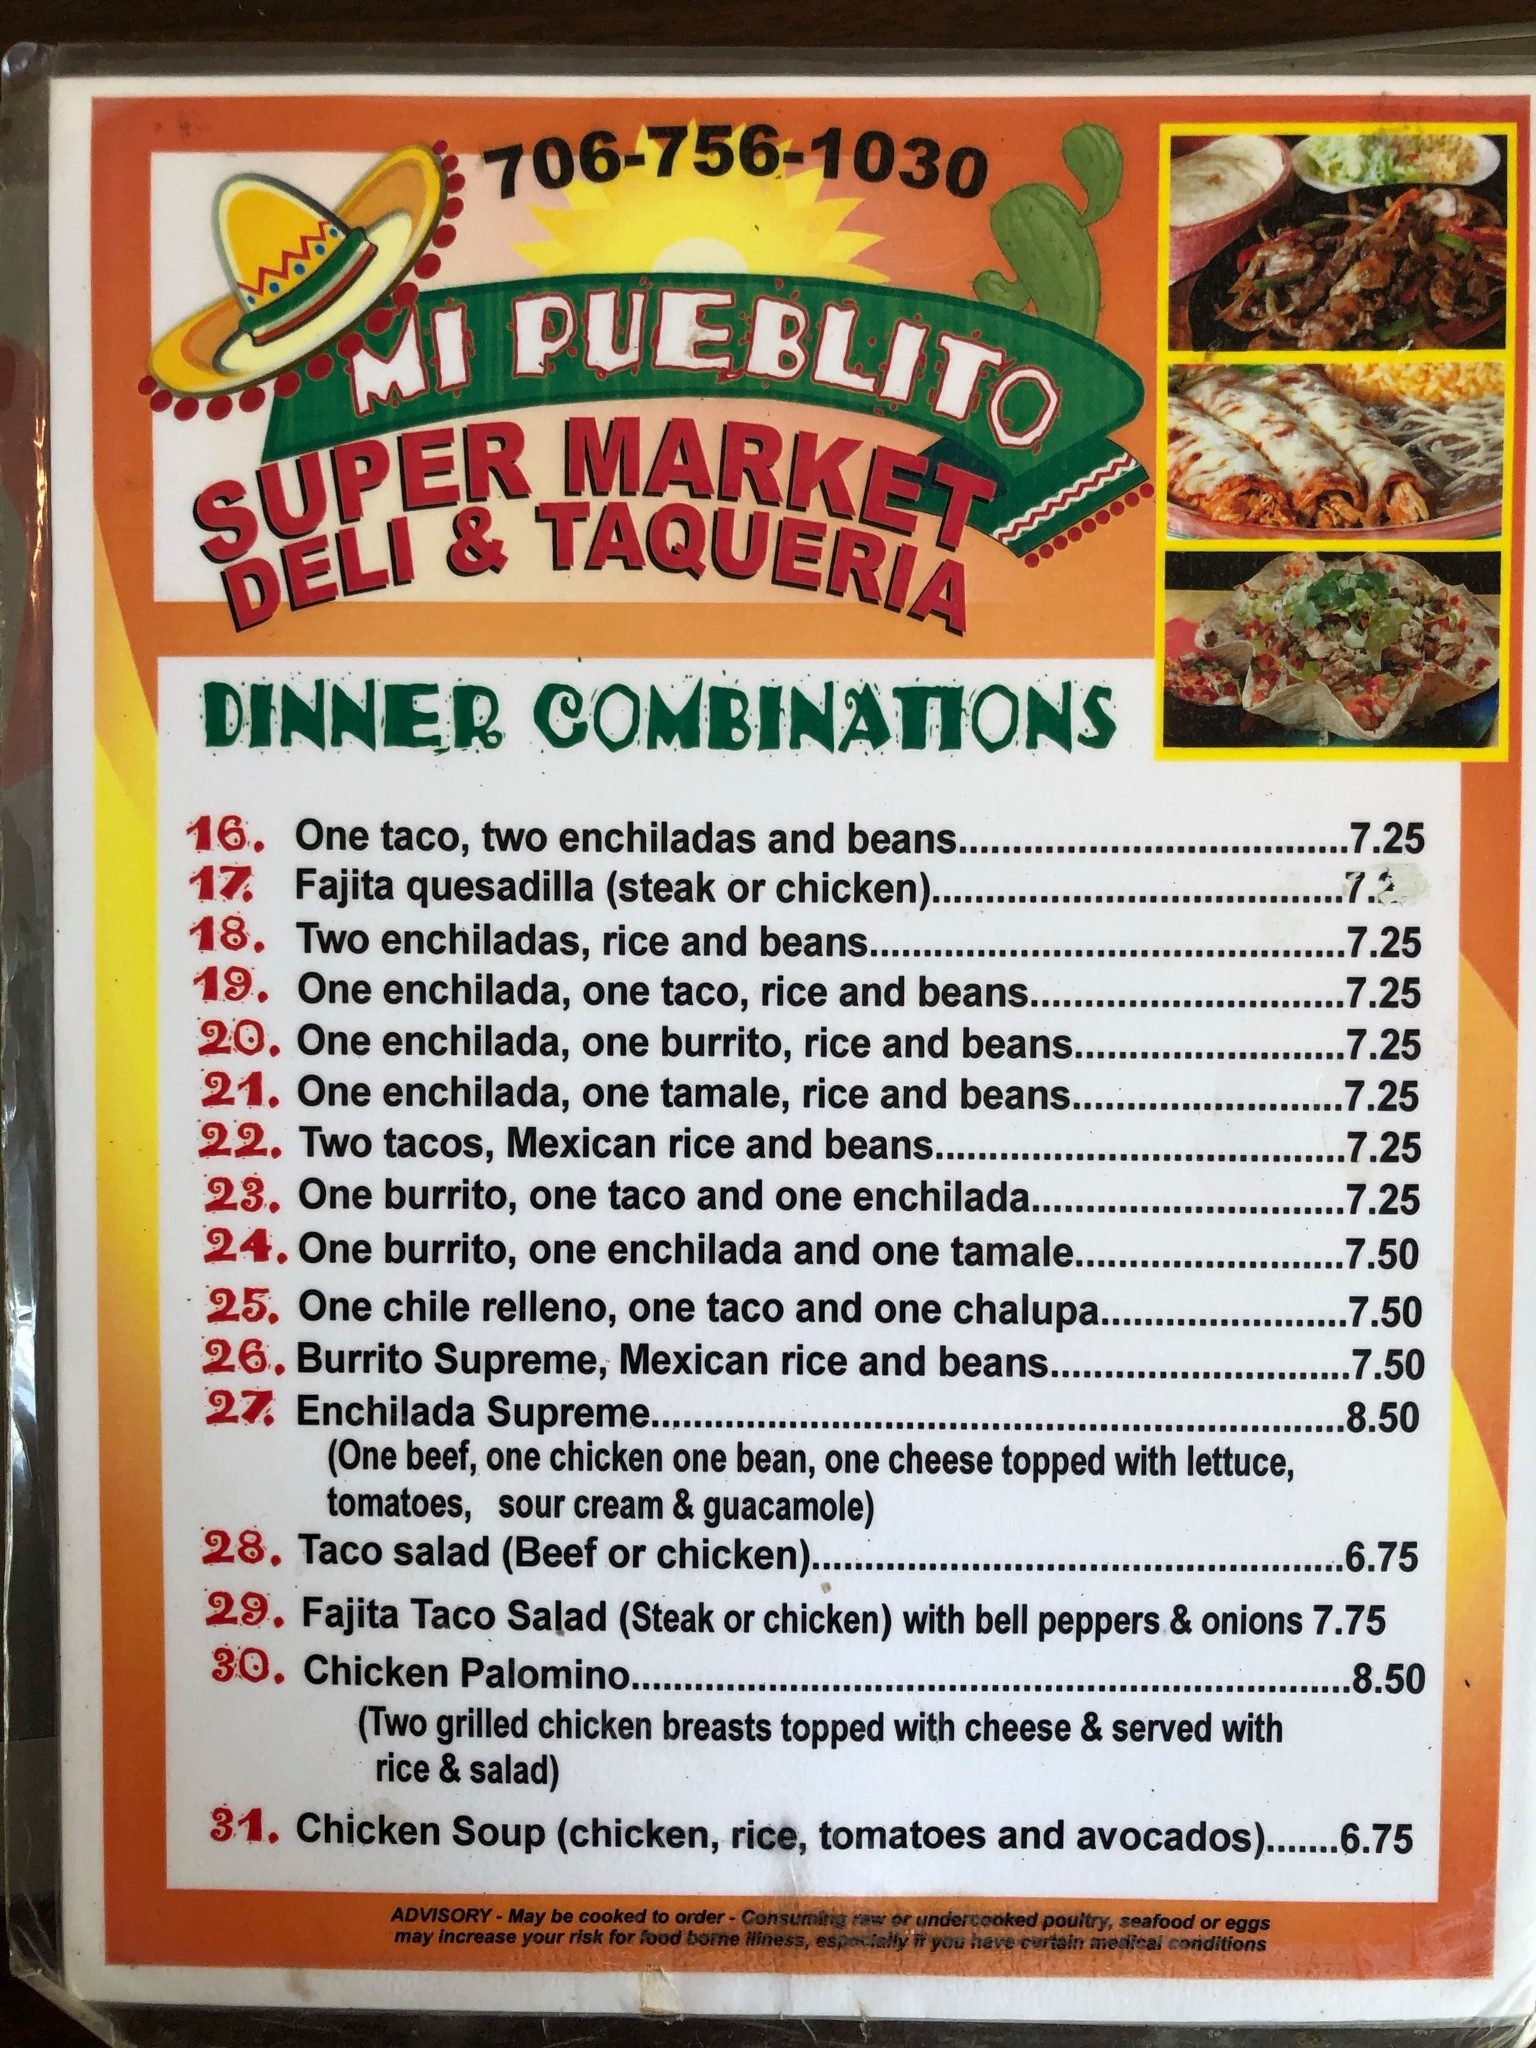 706-756-1030
MI PUEBLITO
SUPER MARKET
DELI & TAQUERIA
DINNER COMBINATIONS
16. One taco, two enchiladas and beans....................................7.25
17. Fajita quesadilla (steak or chicken)......................................
18. Two enchiladas, rice and beans............................................7.25
19. One enchilada, one taco, rice and beans.............................7.25
20. One enchilada, one burrito, rice and beans.........................7.25
21. One enchilada, one tamale, rice and beans.........................7.25
22. Two tacos, Mexican rice and beans......................................7.25
23. One burrito, one taco and one enchilada.............................7.25
24. One burrito, one enchilada and one tamale.........................7.50
25. One chile relleno, one taco and one chalupa.......................7.50
26. Burrito Supreme, Mexican rice and beans............................7.50
27. Enchilada Supreme................................................................8.50
(One beef, one chicken one bean, one cheese topped with lettuce,
tomatoes, sour cream & guacamole)
28. Taco salad (Beef or chicken).................................................6.75
29. Fajita Taco Salad (Steak or chicken) with bell peppers & onions 7.75
30. Chicken Palomino...................................................................8.50
(Two grilled chicken breasts topped with cheese & served with
rice & salad)
31. Chicken Soup (chicken, rice, tomatoes and avocados).......6.75
ADVISORY - May be cooked to order - Consuming raw or undercooked poultry, seafood or eggs
may increase your risk for food borne illness, especially if you have certain medical conditions